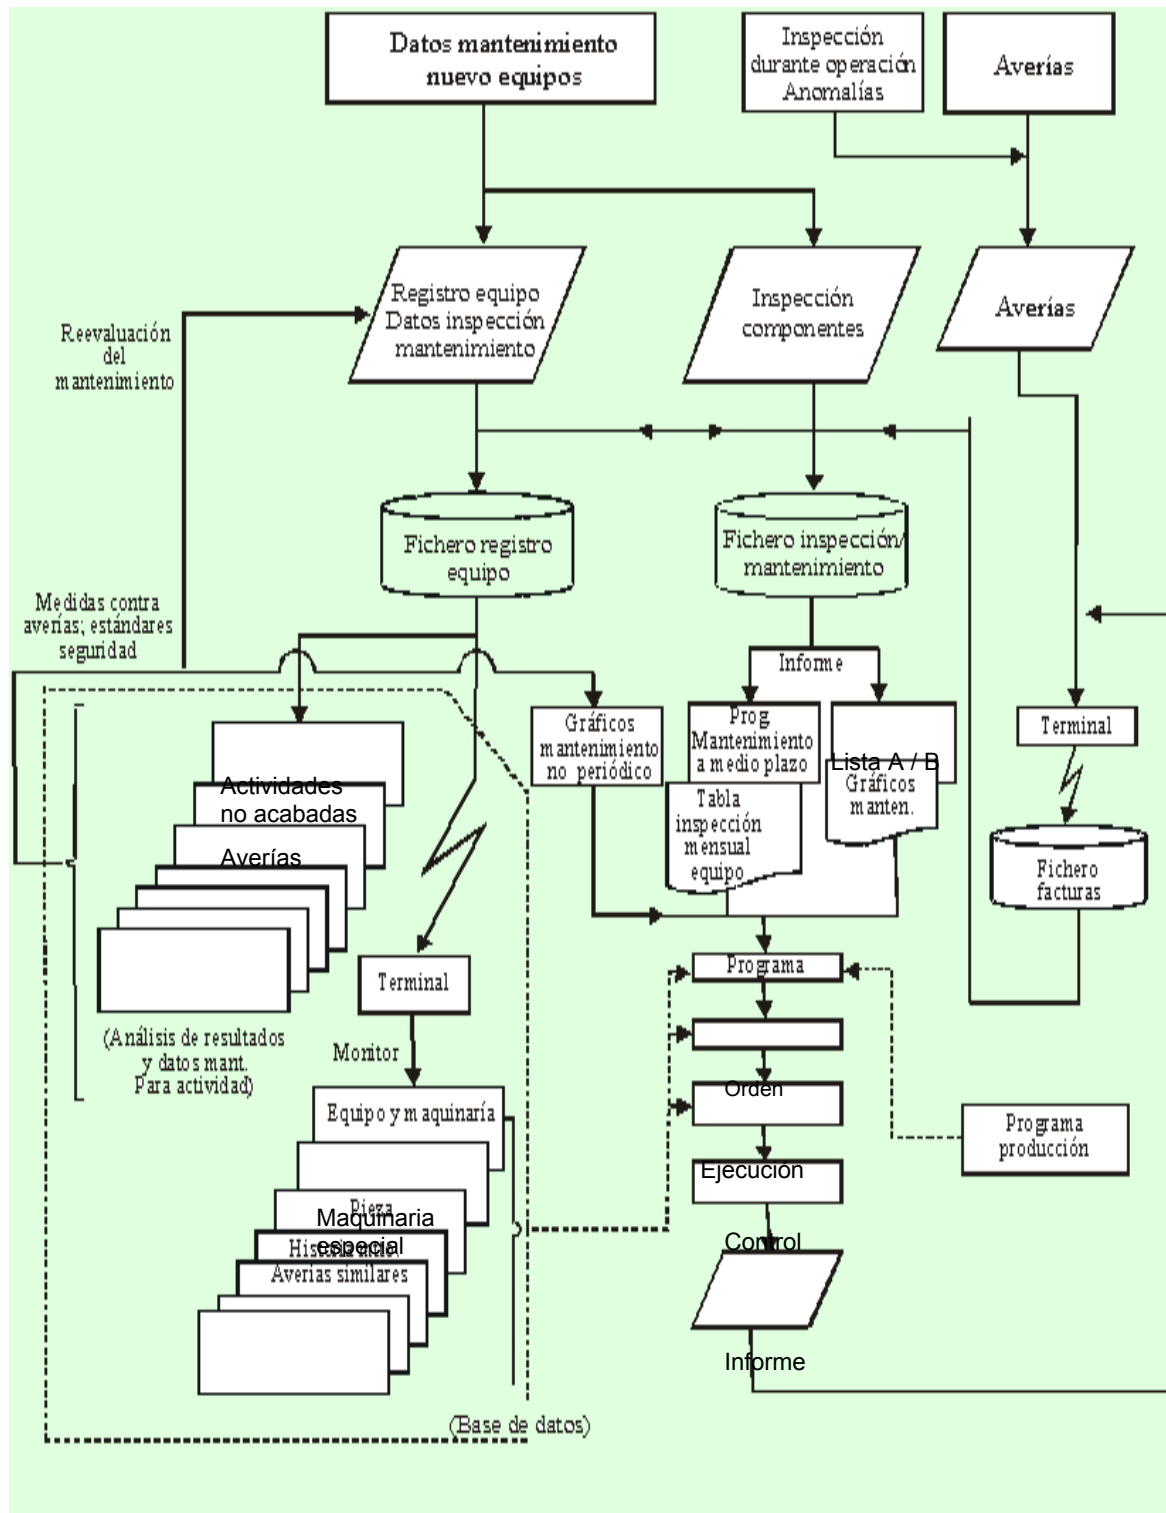 Datos mantenimiento
nuevo equipos
Inspección
durante operación
Anomalías
Averías
Registro equipo
Datos inspección
mantenimiento
Inspección
componentes
Averías
Reevaluación
del
mantenimiento
Fichero registro
equipo
Fichero inspección/
mantenimiento
Medidas contra
averías; estándares
seguridad
Informe
Gráficos
mantenimiento
no periódico
Prog.
Mantenimiento
a medio plazo
Lista A / B
Gráficos
manten.
Terminal
Tabla
inspección
mensual
equipo
Actividades
no acabadas
Averías
Fichero
facturas
Terminal
Programa
(Análisis de resultados
y datos mant.
Para actividad)
Monitor
Orden
Equipo y maquinaría
Programa
producción
Ejecución
Pieza
Maquinaria
especial
Averías similares
Control
Informe
(Base de datos)